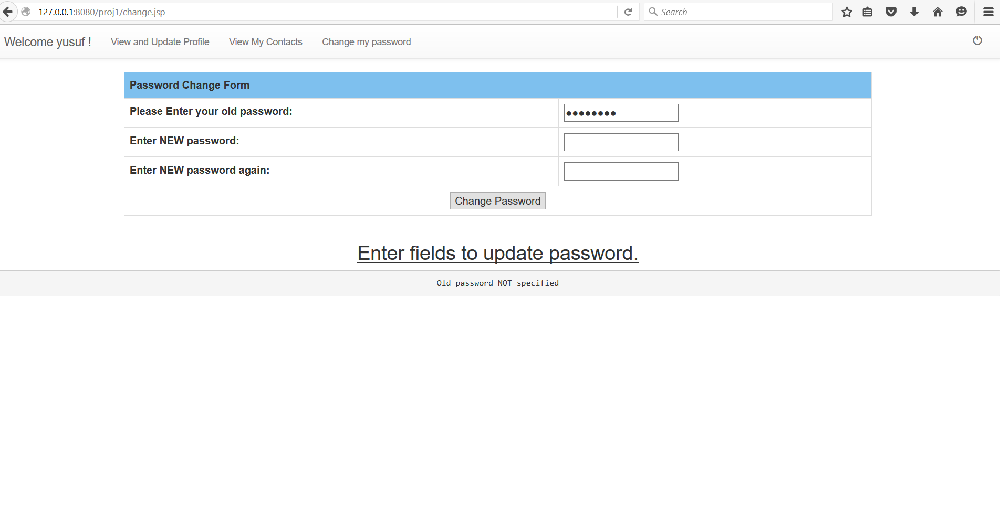 127.0.0.1:8080/proj1/change.jsp
Search
Welcome yusuf ! View and Update Profile View My Contacts Change my password
Password Change Form
Please Enter your old password: ●●●●●●●●
Enter NEW password:
Enter NEW password again:
Change Password
Enter fields to update password.
Old password NOT specified